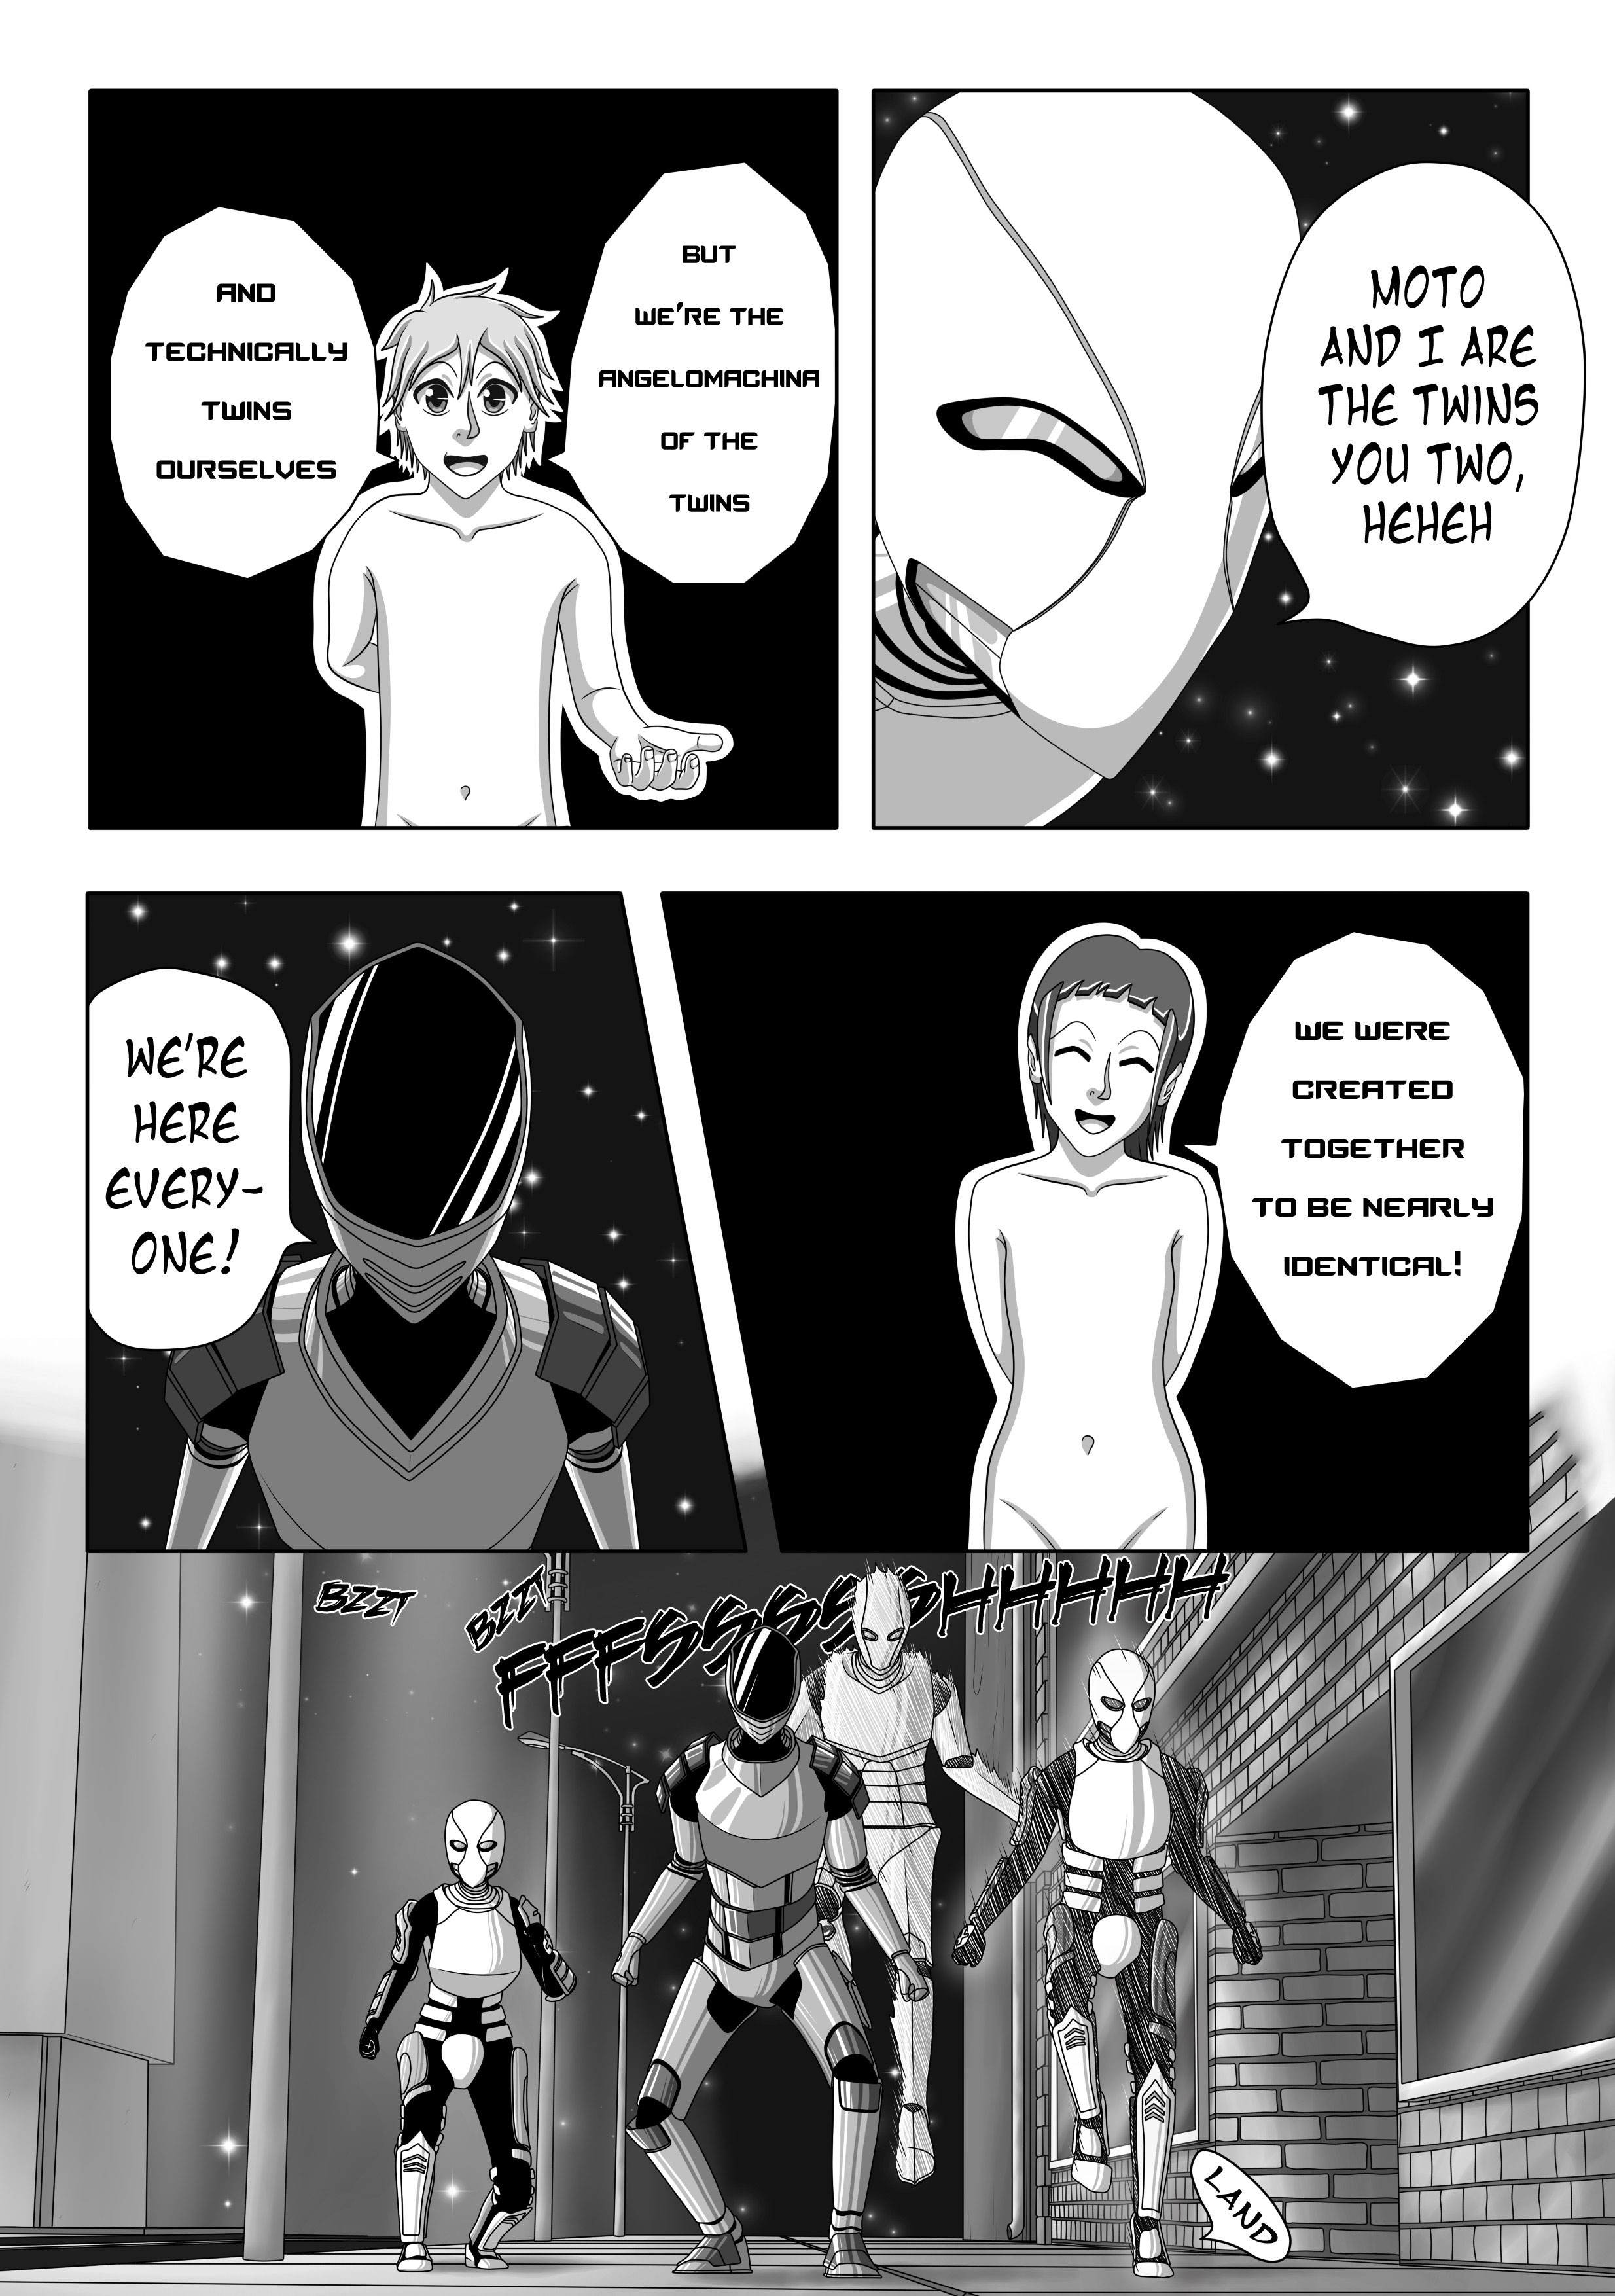 MOTO
AND I ARE
THE TWINS
YOU TWO,
HEHEH
BUT
WE'RE THE
ANGELOMACHINA
OF THE
TWINS
AND
TECHNICALLY
TWINS
OURSELVES
WE WERE
CREATED
TOGETHER
TO BE NEARLY
IDENTICAL!
WE'RE
HERE
EVERY-
ONE!
BZZT
BZZT
FFFSSSSSHHHHHH
LAND